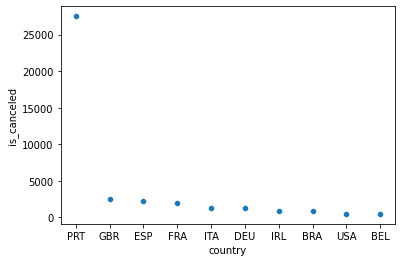 25000
20000
15000
10000
5000
0
is_canceled
PRT GBR ESP FRA ITA DEU IRL BRA USA BEL
country